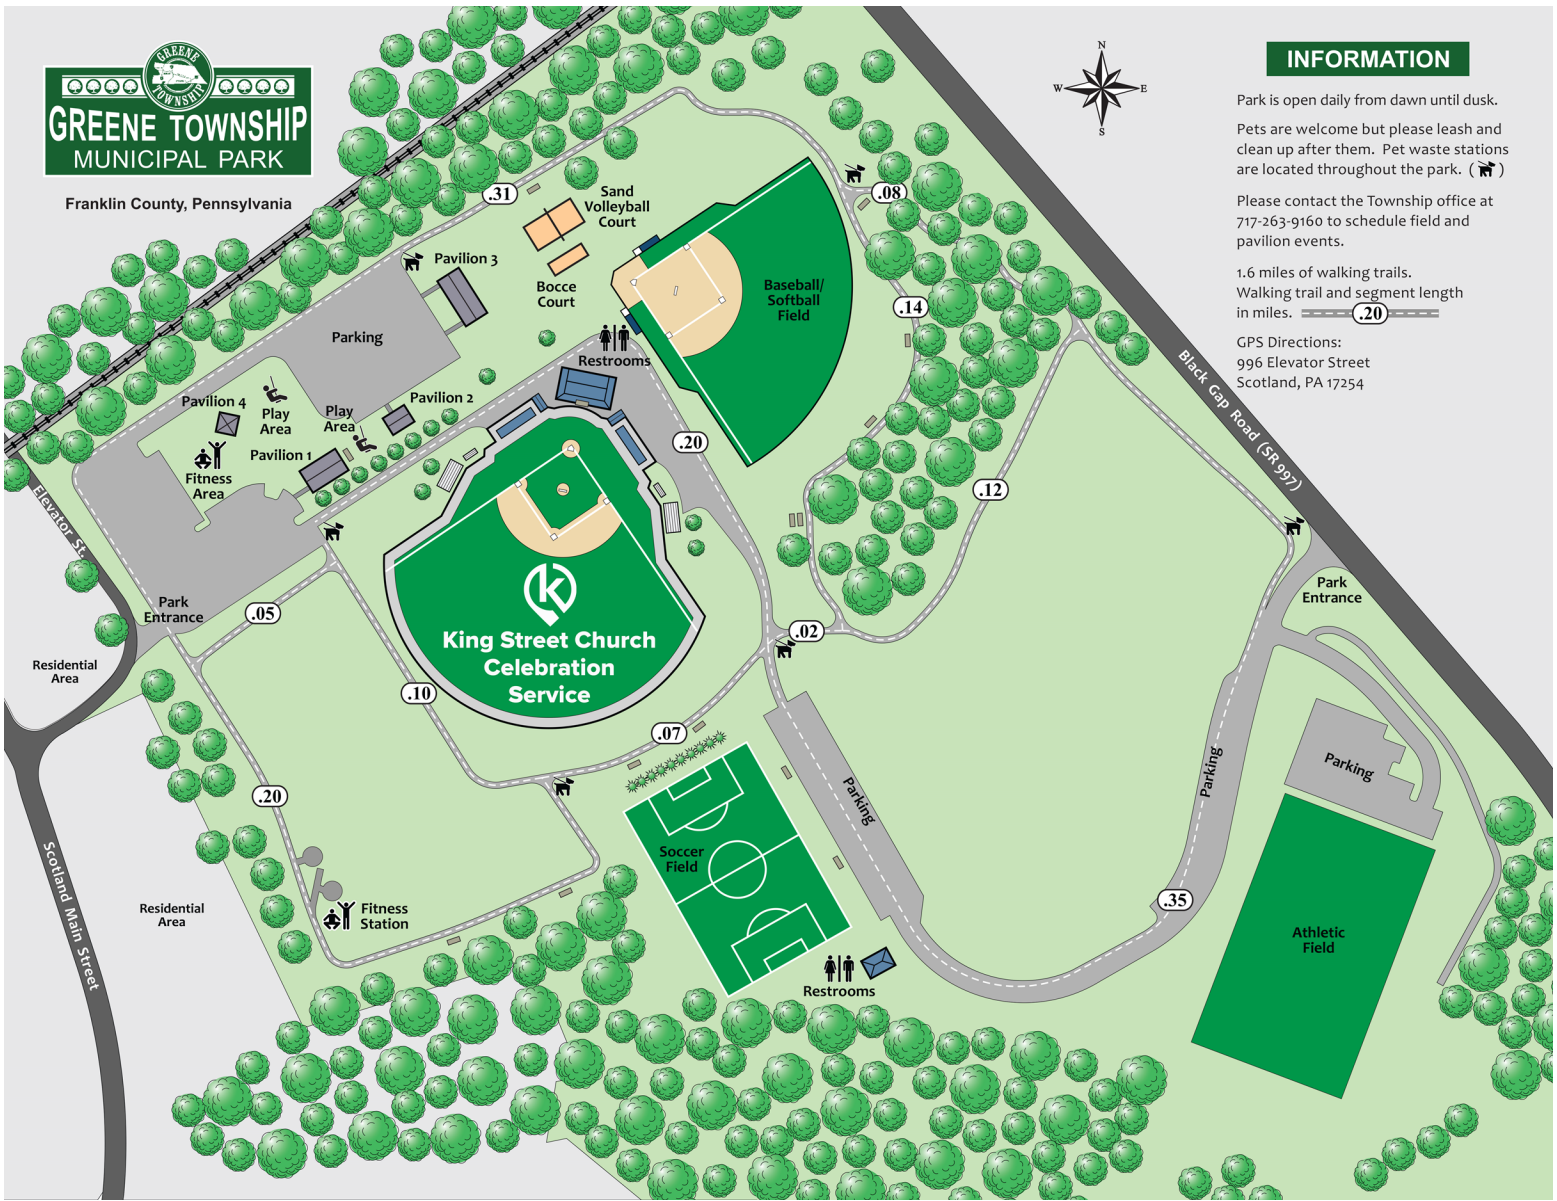 GREENE
TOWNSHIP
GREENE TOWNSHIP
MUNICIPAL PARK
Franklin County, Pennsylvania
N
W
E
S
INFORMATION
Park is open daily from dawn until dusk.
Pets are welcome but please leash and
clean up after them. Pet waste stations
are located throughout the park. ( )
Please contact the Township office at
717-263-9160 to schedule field and
pavilion events.
1.6 miles of walking trails.
Walking trail and segment length
in miles. .20
GPS Directions:
996 Elevator Street
Scotland, PA 17254
.31
Sand
Volleyball
Court
.08
Pavilion 3
Bocce
Court
Baseball/
Softball
Field
.14
Parking
Restrooms
Black Gap Road (SR 997)
Pavilion 4
Play
Area
Play
Area
Pavilion 2
.20
Pavilion 1
Fitness
Area
Elevator St.
.12
Park
Entrance
.05
Park
Entrance
King Street Church
Celebration
Service
.02
Residential
Area
.10
.07
Parking
Parking
Parking
.20
Soccer
Field
Scotland Main Street
Residential
Area
Fitness
Station
.35
Athletic
Field
Restrooms